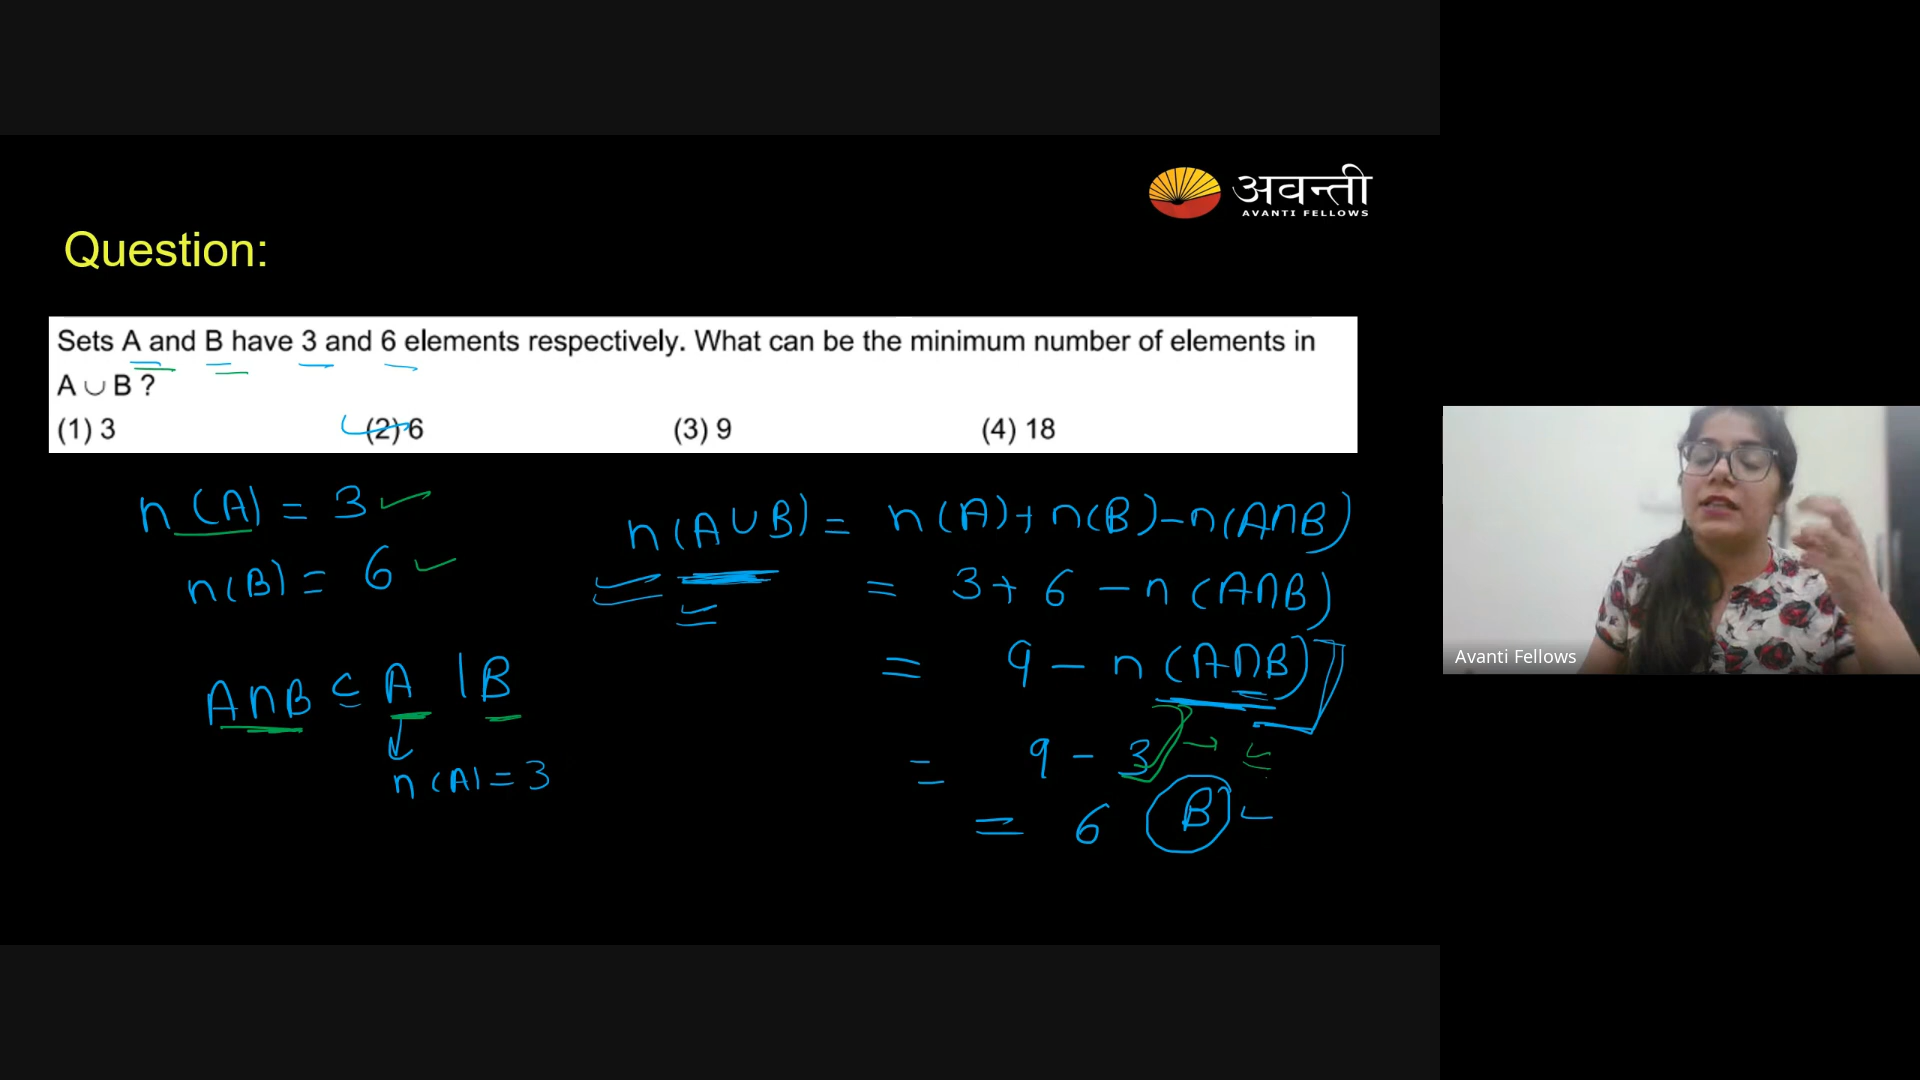 अवन्ती
AVANTI FELLOWS
Question:
Sets A and B have 3 and 6 elements respectively. What can be the minimum number of elements in
A ∪ B ?
(1) 3 (2) 6 (3) 9 (4) 18
n(A) = 3
n(B) = 6
A∩B ⊆ A | B
n(A) = 3
n(A∪B) = n(A) + n(B) - n(A∩B)
= 3 + 6 - n(A∩B)
= 9 - n(A∩B)
= 9 - 3
= 6 B
Avanti Fellows